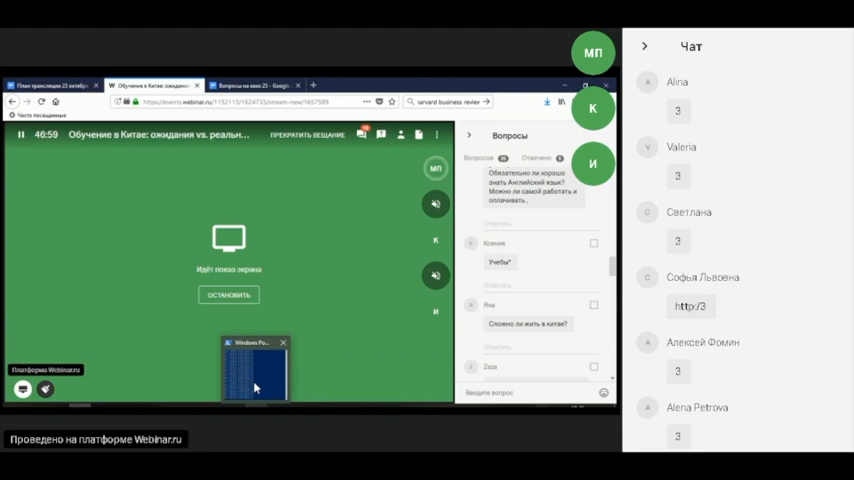 План трансляции 23 октябр
Обучение в Китае: ожидани
Вопросы на квиз 23 - Google
https://events.webinar.ru/1152113/1624733/stream-new/1657589
arvard business review
Часто посещаемые
46:59
Обучение в Китае: ожидания vs. реальн...
ПРЕКРАТИТЬ ВЕЩАНИЕ
МП
К
И
МП
К
И
Идёт показ экрана
ОСТАНОВИТЬ
Windows Po...
Платформа Webinar.ru
Вопросы
Вопросов
Отвечено
Обязательно ли хорошо
знать Английский язык?
Можно ли самой работать и
оплачивать,
Ответить
К
Ксения
Учебы*
Ответить
Яна
Сложно ли жить в китае?
Ответить
Z
Zaza
Введите вопрос
Проведено на платформе Webinar.ru
Чат
A
Alina
3
V
Valeria
3
С
Светлана
3
С
Софья Львовна
http:/3
А
Алексей Фомин
3
A
Alena Petrova
3